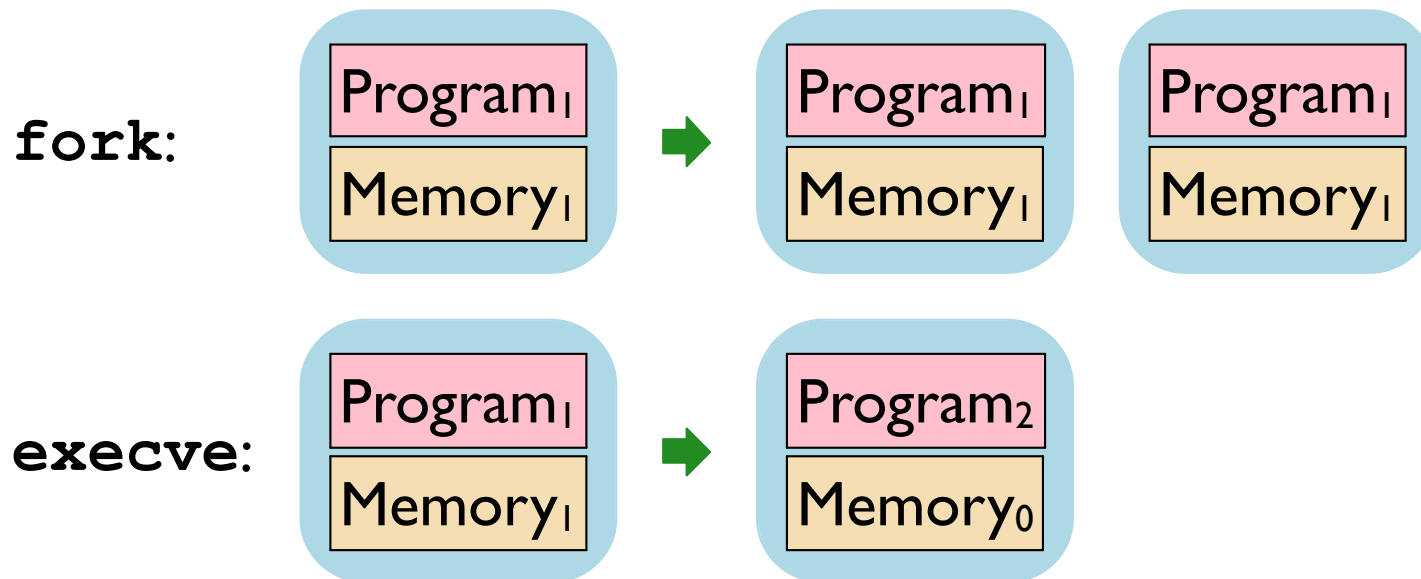 fork:
Program₁ Program₁ Program₁
Memory₁ Memory₁ Memory₁
execve:
Program₁ Program₂
Memory₁ Memory₀